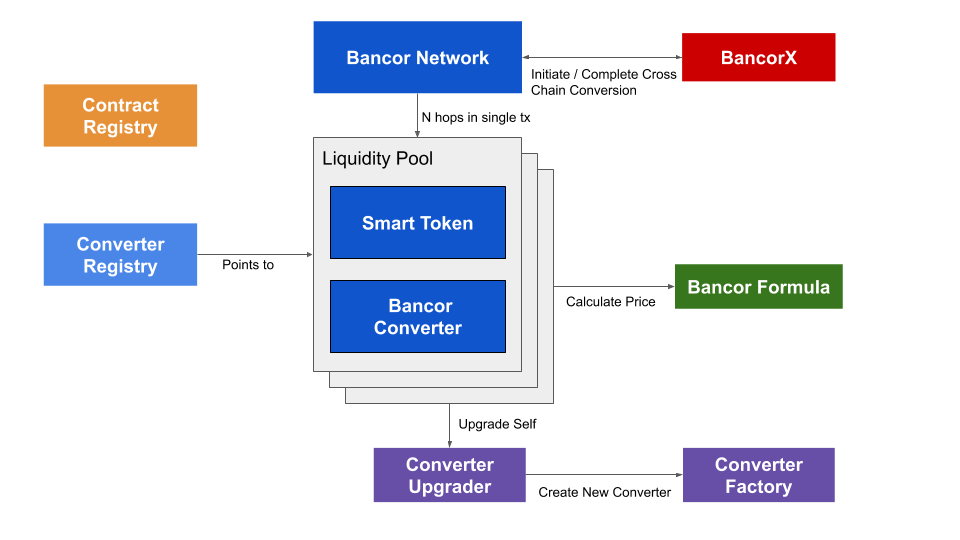 Bancor Network
BancorX
Initiate / Complete Cross
Chain Conversion
Contract
Registry
N hops in single tx
Liquidity Pool
Smart Token
Converter
Registry
Points to
Bancor Formula
Calculate Price
Bancor
Converter
Upgrade Self
Converter
Upgrader
Create New Converter
Converter
Factory